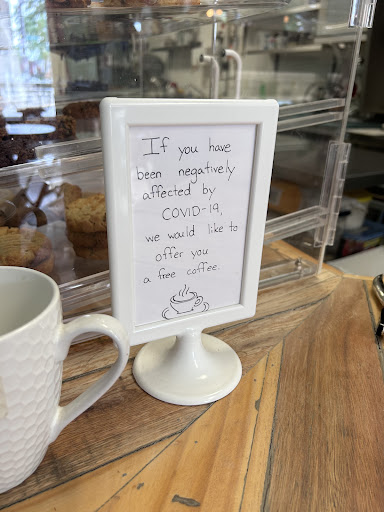 If you have
been negatively
affected by
COVID-19,
we would like to
offer you
a free coffee.